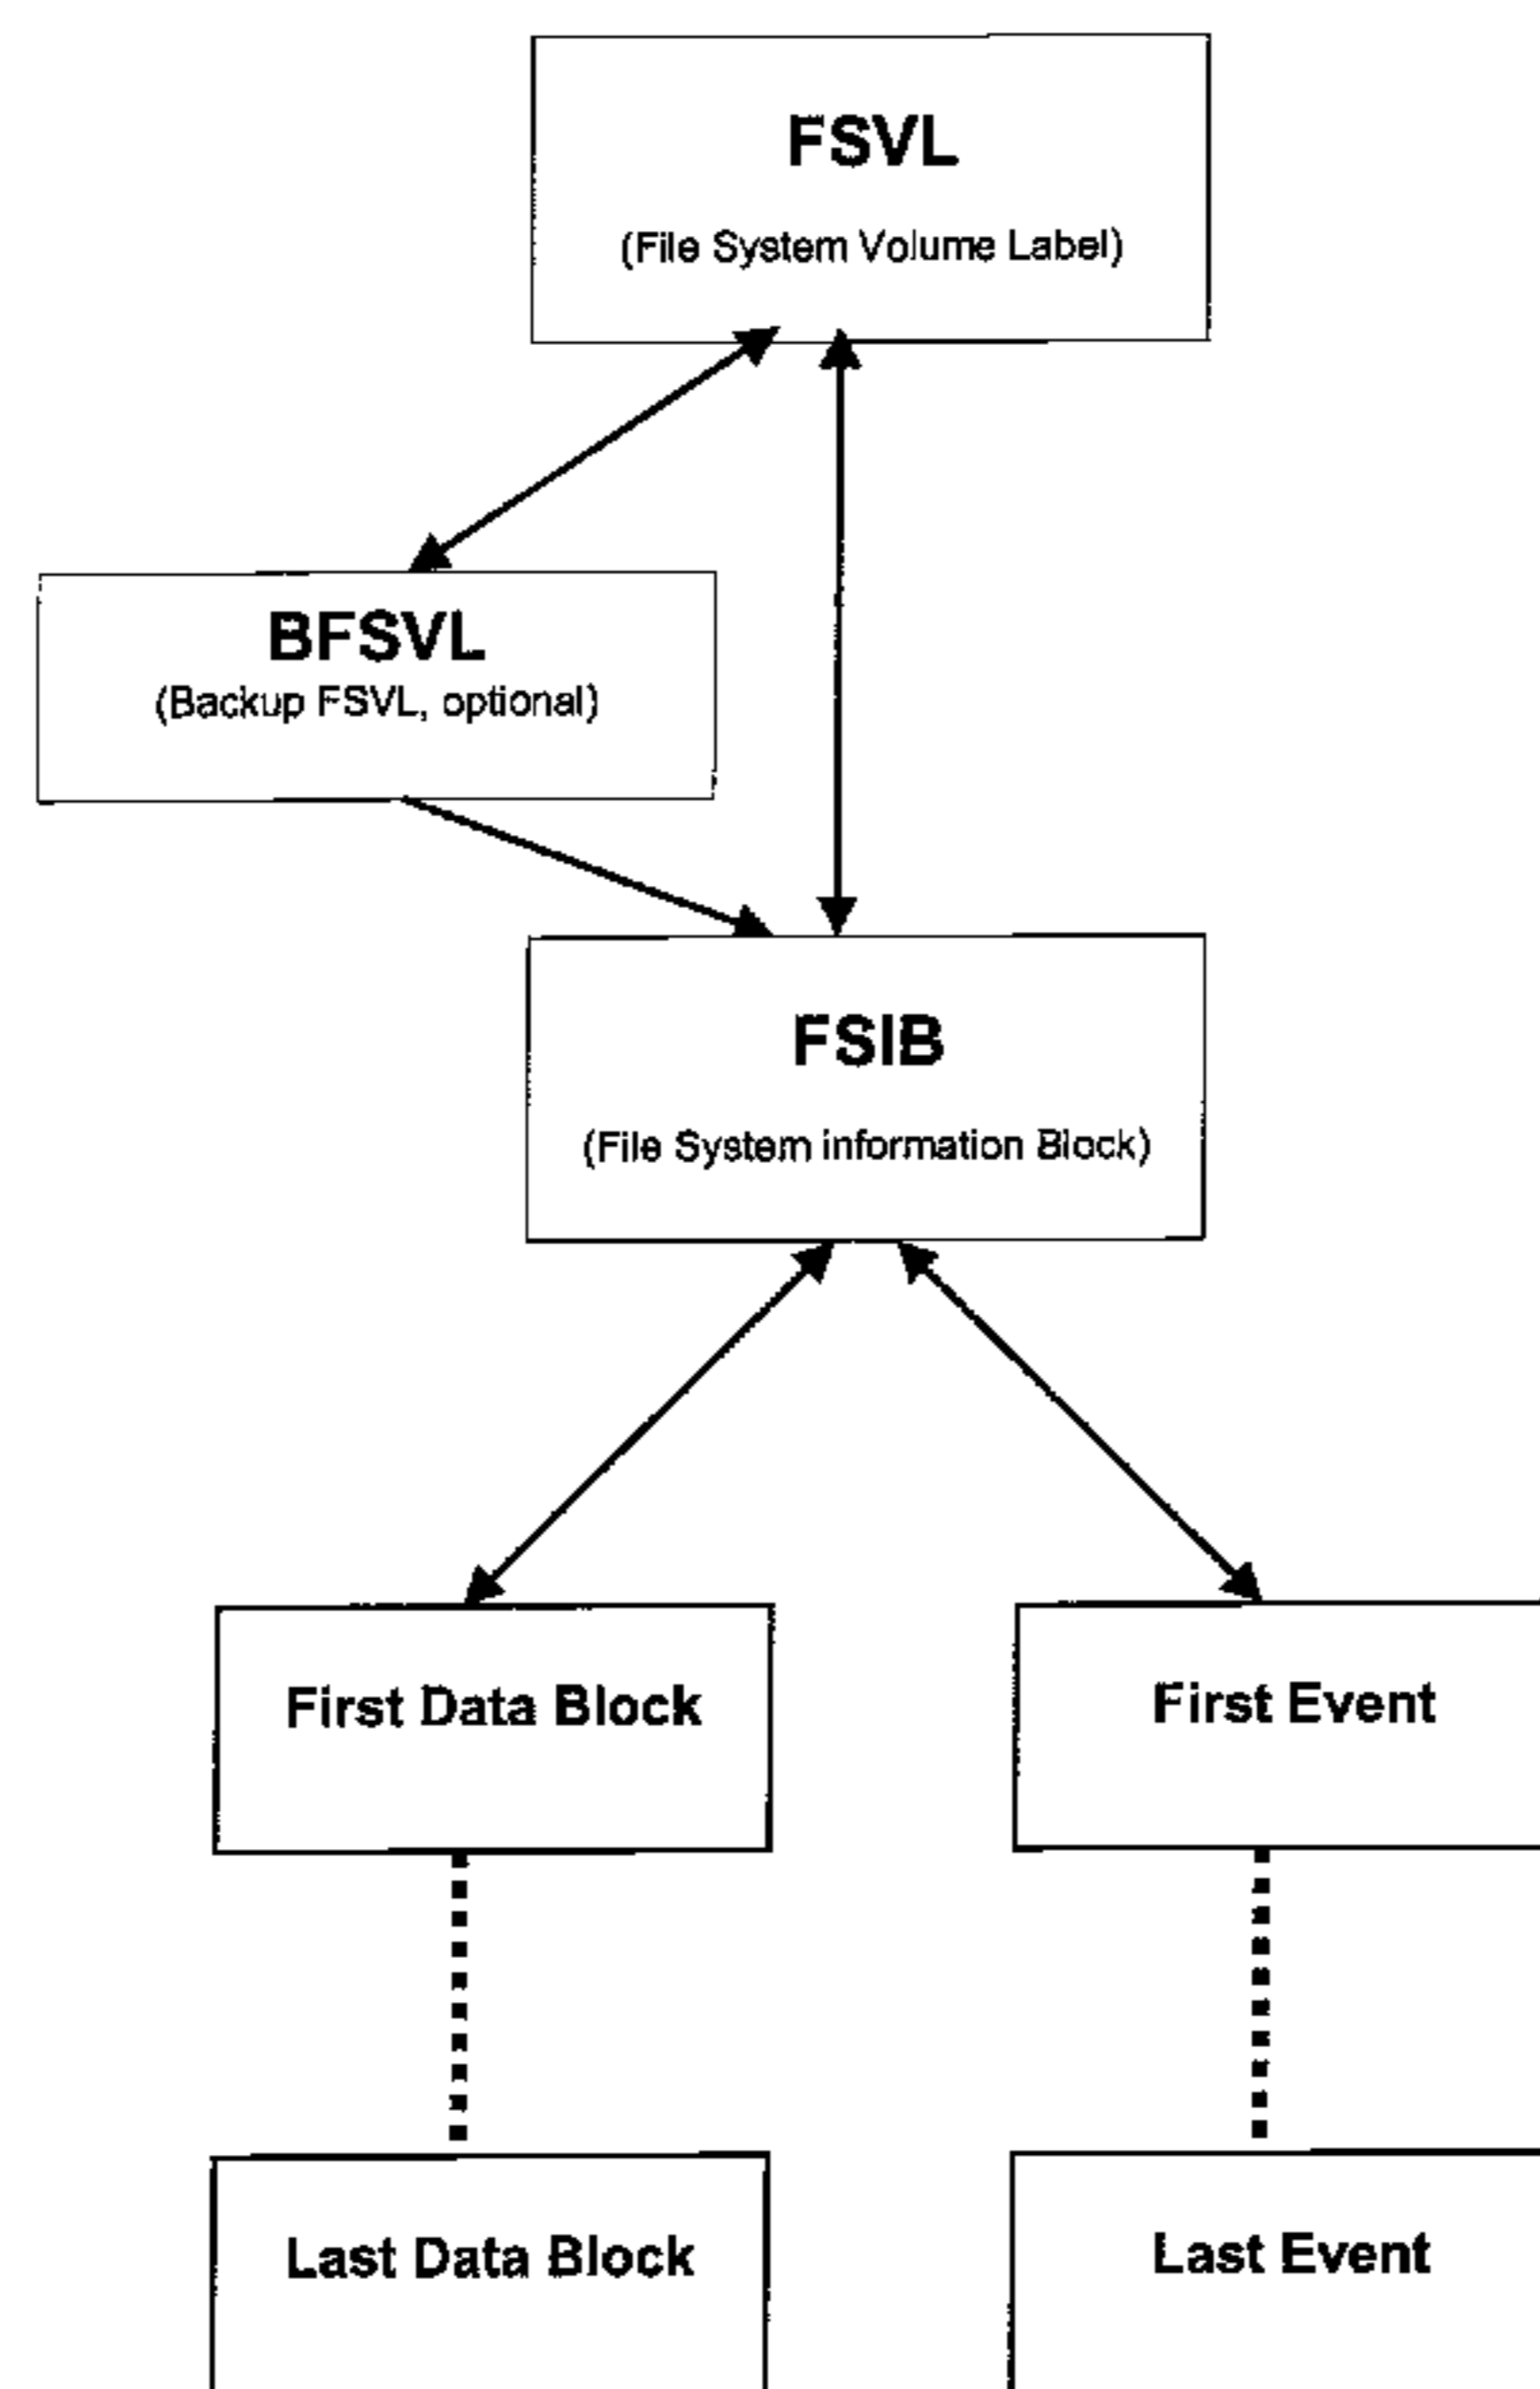 FSVL
(File System Volume Label)
BFSVL
(Backup FSVL, optional)
FSIB
(File System information Block)
First Data Block
First Event
Last Data Block
Last Event